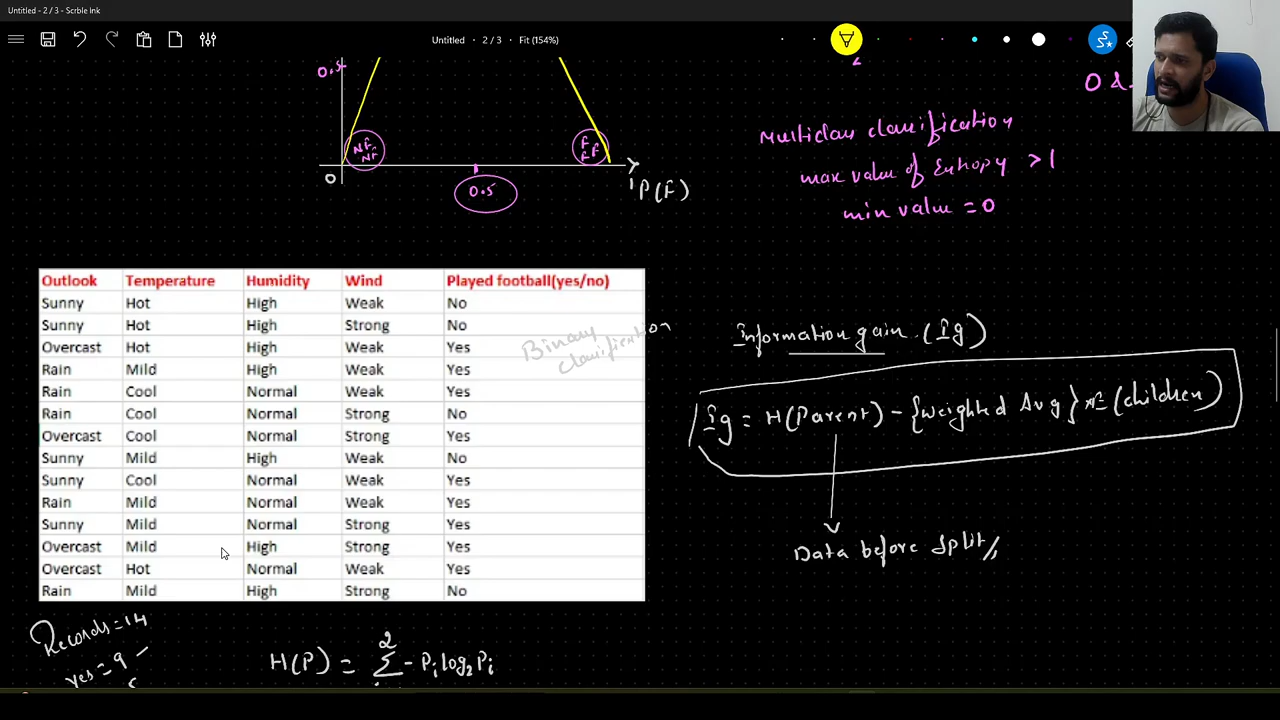 Untitled - 2 / 3 - Scrble Ink
Untitled • 2 / 3 • Fit (154%)
0.5
NF
NF
F
F F
0
0.5
1
P(F)
0
Multiclass classification
max value of Entropy > 1
min value = 0
Outlook Temperature Humidity Wind Played football(yes/no)
Sunny Hot High Weak No
Sunny Hot High Strong No
Overcast Hot High Weak Yes
Rain Mild High Weak Yes
Rain Cool Normal Weak Yes
Rain Cool Normal Strong No
Overcast Cool Normal Strong Yes
Sunny Mild High Weak No
Sunny Cool Normal Weak Yes
Rain Mild Normal Weak Yes
Sunny Mild Normal Strong Yes
Overcast Mild High Strong Yes
Overcast Hot Normal Weak Yes
Rain Mild High Strong No
Binary
classification
Information gain. (Ig)
Ig = H(Parent) - {Weighted Avg} * (children)
Data before split
Records = 14
yes = 9
H(P) = 2 Σ - Pi log2 Pi